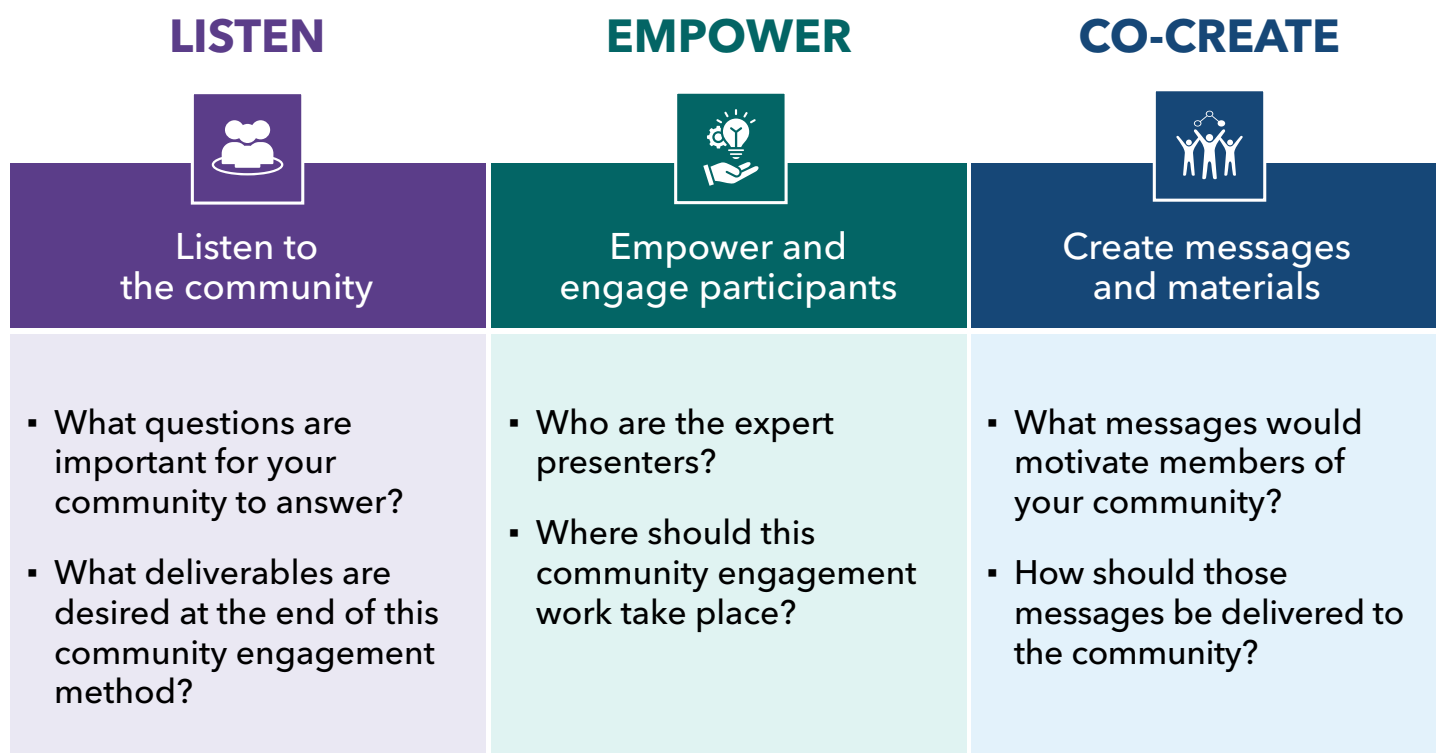 LISTEN
Listen to
the community
▪ What questions are
important for your
community to answer?
▪ What deliverables are
desired at the end of this
community engagement
method?
EMPOWER
Empower and
engage participants
▪ Who are the expert
presenters?
▪ Where should this
community engagement
work take place?
CO-CREATE
Create messages
and materials
▪ What messages would
motivate members of
your community?
▪ How should those
messages be delivered to
the community?